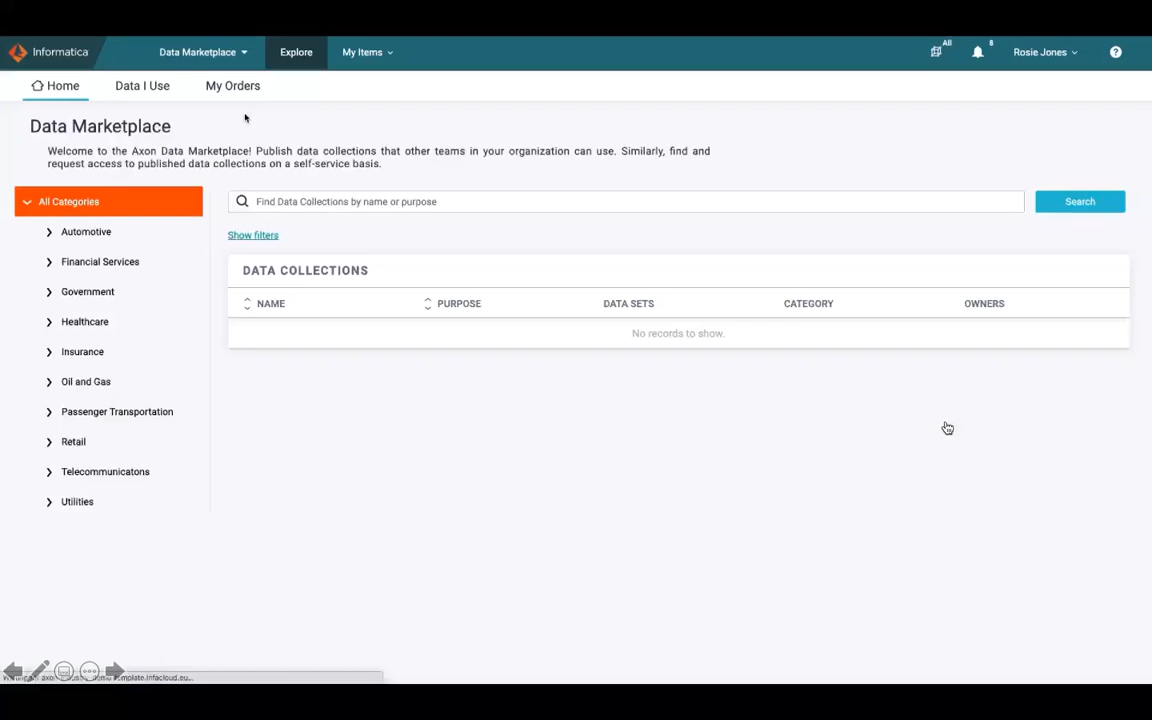 Informatica
Data Marketplace
Explore
My Items
All
8
Rosie Jones
?
Home
Data I Use
My Orders
Data Marketplace
Welcome to the Axon Data Marketplace! Publish data collections that other teams in your organization can use. Similarly, find and
request access to published data collections on a self-service basis.
All Categories
Automotive
Financial Services
Government
Healthcare
Insurance
Oil and Gas
Passenger Transportation
Retail
Telecommunicatons
Utilities
Find Data Collections by name or purpose
Search
Show filters
DATA COLLECTIONS
NAME
PURPOSE
DATA SETS
CATEGORY
OWNERS
No records to show.